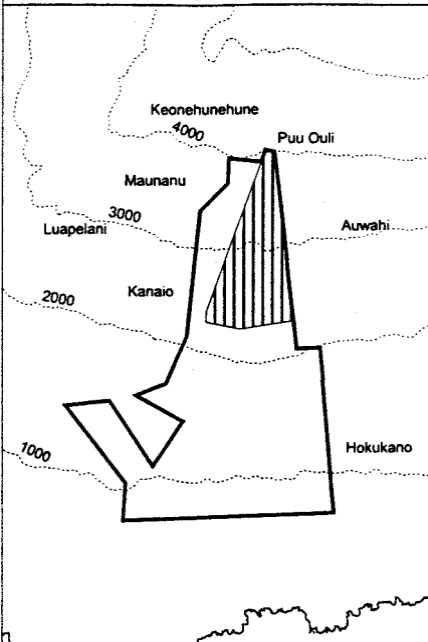 Keonehunehune
4000
Puu Ouli
Maunanu
3000
Luapelani
Auwahi
Kanaio
2000
1000
Hokukano